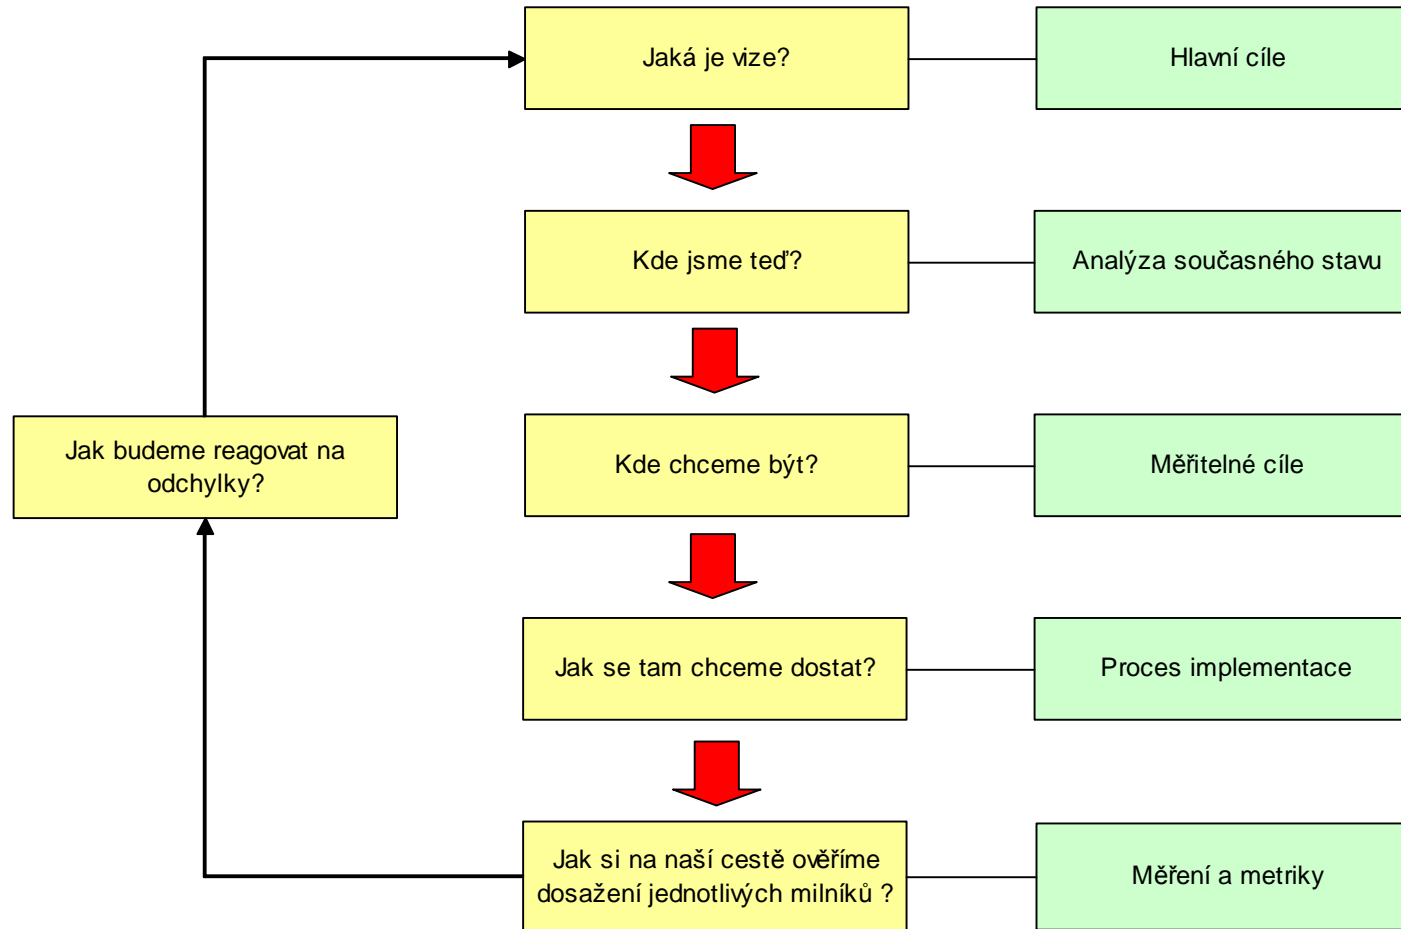 Jaká je vize?
Hlavní cíle
Kde jsme teď?
Analýza současného stavu
Jak budeme reagovat na
odchylky?
Kde chceme být?
Měřitelné cíle
Jak se tam chceme dostat?
Proces implementace
Jak si na naší cestě ověříme
dosažení jednotlivých milníků ?
Měření a metriky